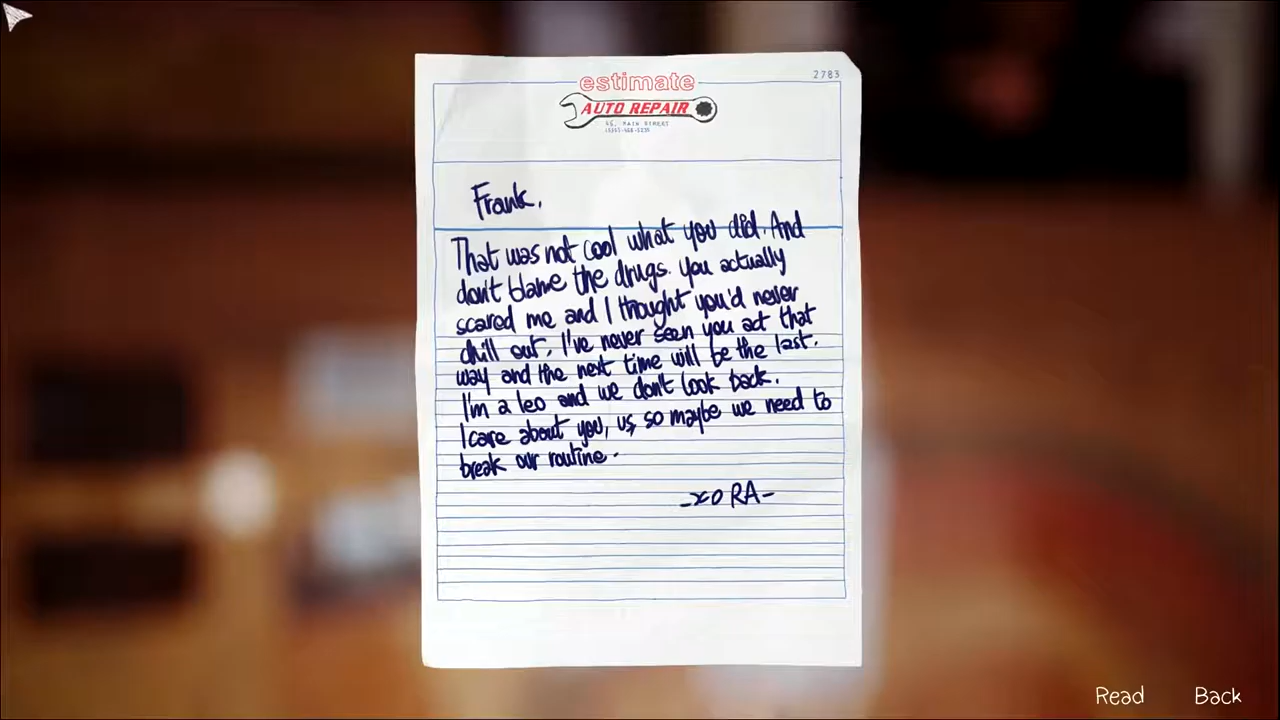 estimate
2783
AUTO REPAIR
Frank,
That was not cool what you did. And
don't blame the drugs. You actually
scared me and I thought you'd never
chill out. I've never seen you act that
way and the next time will be the last.
I'm a leo and we don't look back.
I care about you, us, so maybe we need to
break our routine.
-xo RA-
Read
Back